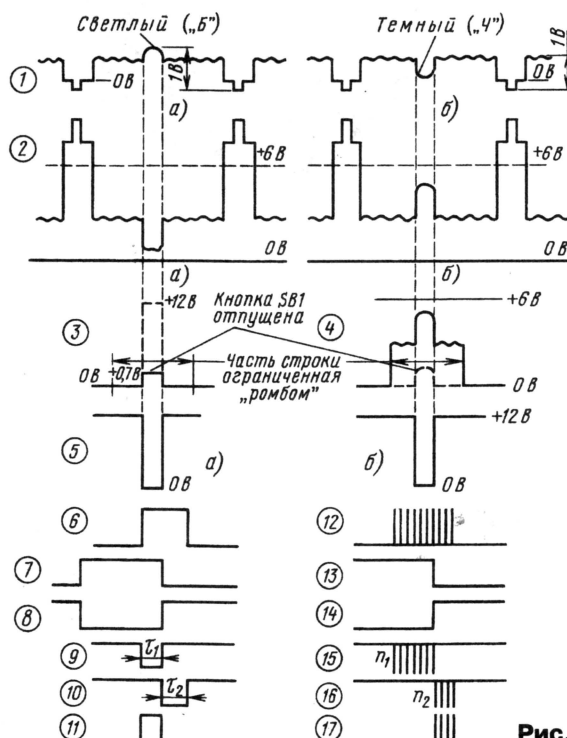 Светлый („Б")
Темный („Ч")
1
0В
1В
0В
1В
а)
б)
2
+6В
+6В
0В
0В
а)
б)
+12В
Кнопка SB1
отпущена
+6В
3
4
0В
+0,7В
Часть строки
ограниченная
„ромбом"
0В
+12В
5
а)
б)
0В
0В
6
12
7
13
8
14
9
τ1
15
n1
10
τ2
16
n2
11
17
Рис.